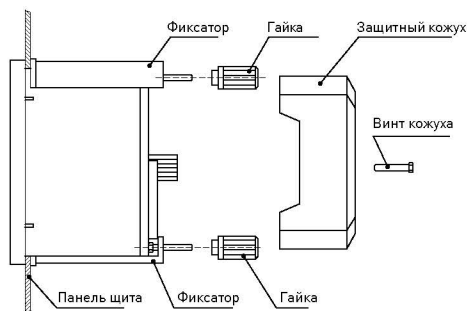 Фиксатор
Гайка
Защитный кожух
Винт кожуха
Панель щита
Фиксатор
Гайка